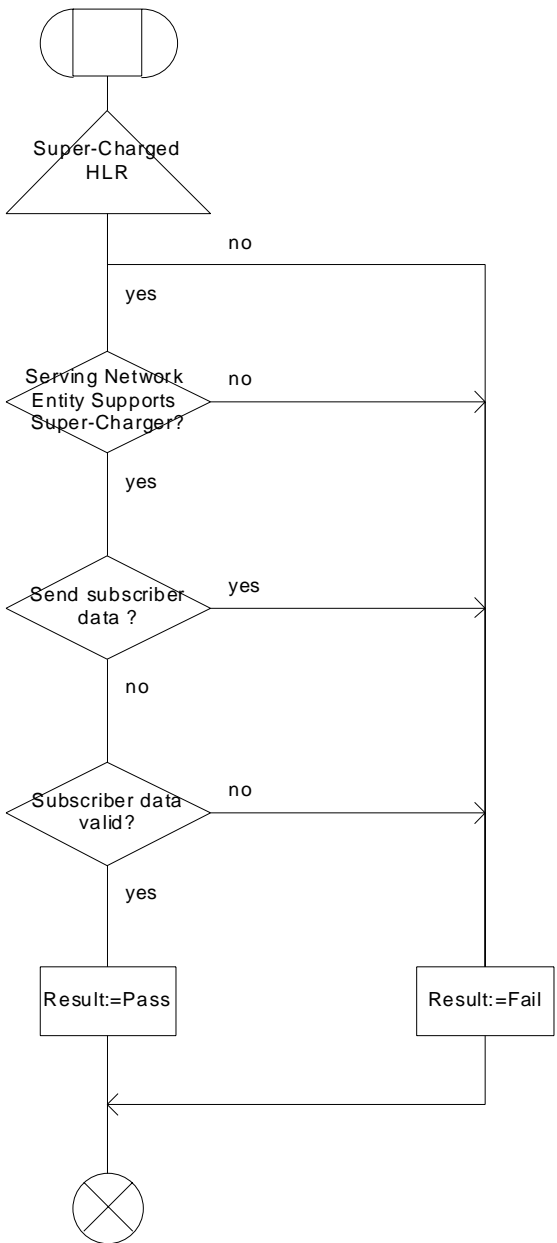 Super-Charged
HLR
no
yes
Serving Network
Entity Supports
Super-Charger?
no
yes
Send subscriber
data ?
yes
no
Subscriber data
valid?
no
yes
Result:=Pass
Result:=Fail